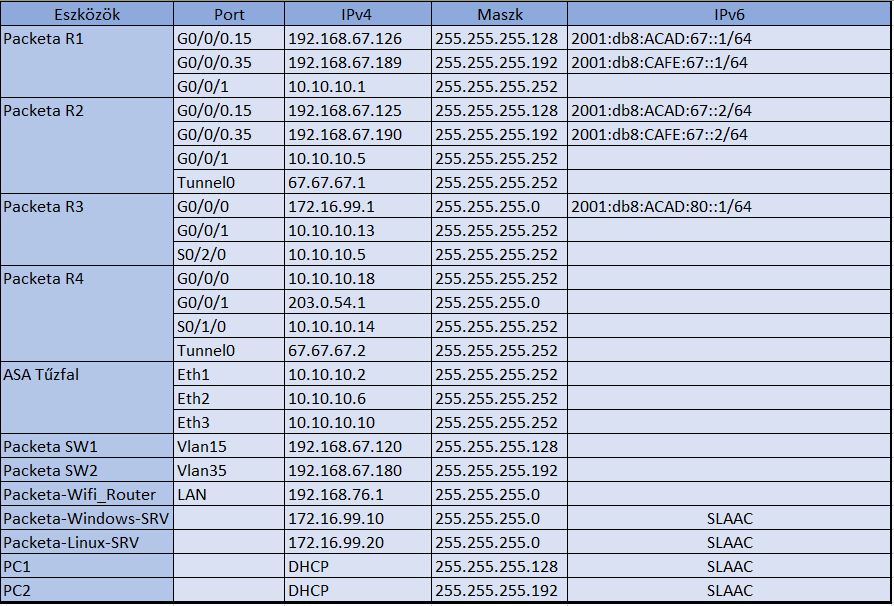 Eszközök Port IPv4 Maszk IPv6
Packeta R1 G0/0/0.15 192.168.67.126 255.255.255.128 2001:db8:ACAD:67::1/64
G0/0/0.35 192.168.67.189 255.255.255.192 2001:db8:CAFE:67::1/64
G0/0/1 10.10.10.1 255.255.255.252
Packeta R2 G0/0/0.15 192.168.67.125 255.255.255.128 2001:db8:ACAD:67::2/64
G0/0/0.35 192.168.67.190 255.255.255.192 2001:db8:CAFE:67::2/64
G0/0/1 10.10.10.5 255.255.255.252
Tunnel0 67.67.67.1 255.255.255.252
Packeta R3 G0/0/0 172.16.99.1 255.255.255.0 2001:db8:ACAD:80::1/64
G0/0/1 10.10.10.13 255.255.255.252
S0/2/0 10.10.10.5 255.255.255.252
Packeta R4 G0/0/0 10.10.10.18 255.255.255.252
G0/0/1 203.0.54.1 255.255.255.0
S0/1/0 10.10.10.14 255.255.255.252
Tunnel0 67.67.67.2 255.255.255.252
ASA Tűzfal Eth1 10.10.10.2 255.255.255.252
Eth2 10.10.10.6 255.255.255.252
Eth3 10.10.10.10 255.255.255.252
Packeta SW1 Vlan15 192.168.67.120 255.255.255.128
Packeta SW2 Vlan35 192.168.67.180 255.255.255.192
Packeta-Wifi_Router LAN 192.168.76.1 255.255.255.0
Packeta-Windows-SRV 172.16.99.10 255.255.255.0 SLAAC
Packeta-Linux-SRV 172.16.99.20 255.255.255.0 SLAAC
PC1 DHCP 255.255.255.128 SLAAC
PC2 DHCP 255.255.255.192 SLAAC